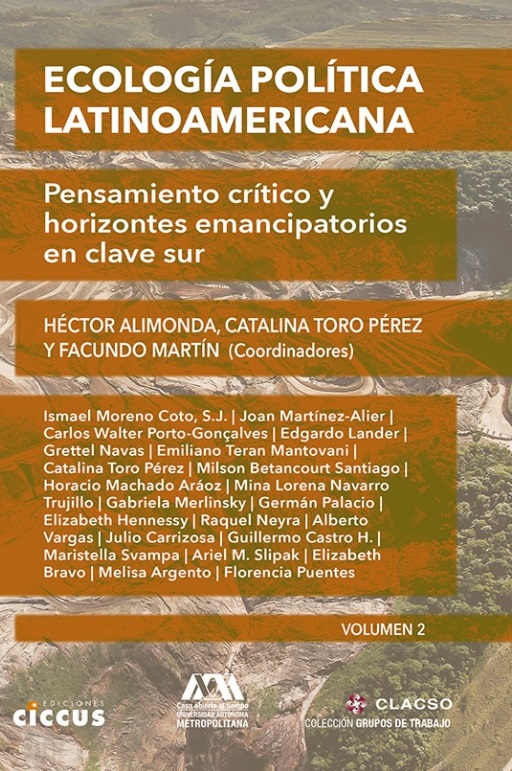 ECOLOGÍA POLÍTICA
LATINOAMERICANA
Pensamiento crítico y
horizontes emancipatorios
en clave sur
HÉCTOR ALIMONDA, CATALINA TORO PÉREZ
Y FACUNDO MARTÍN (Coordinadores)
Ismael Moreno Coto, S.J. | Joan Martínez-Alier |
Carlos Walter Porto-Gonçalves | Edgardo Lander |
Grettel Navas | Emiliano Teran Mantovani |
Catalina Toro Pérez | Milson Betancourt Santiago |
Horacio Machado Aráoz | Mina Lorena Navarro
Trujillo | Gabriela Merlinsky | Germán Palacio |
Elizabeth Hennessy | Raquel Neyra | Alberto
Vargas | Julio Carrizosa | Guillermo Castro H. |
Maristella Svampa | Ariel M. Slipak | Elizabeth
Bravo | Melisa Argento | Florencia Puentes
VOLUMEN 2
EDICIONES
CICCUS
Casa abierta al tiempo
UNIVERSIDAD AUTÓNOMA
METROPOLITANA
CLACSO
COLECCIÓN GRUPOS DE TRABAJO